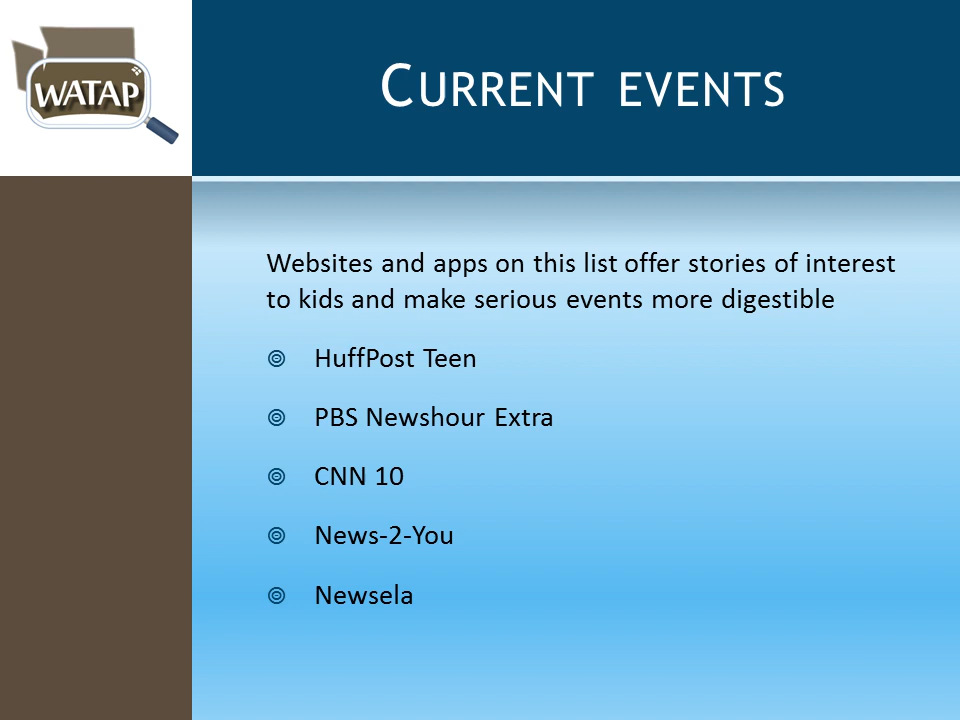 WATAP
CURRENT EVENTS
Websites and apps on this list offer stories of interest
to kids and make serious events more digestible
HuffPost Teen
PBS Newshour Extra
CNN 10
News-2-You
Newsela